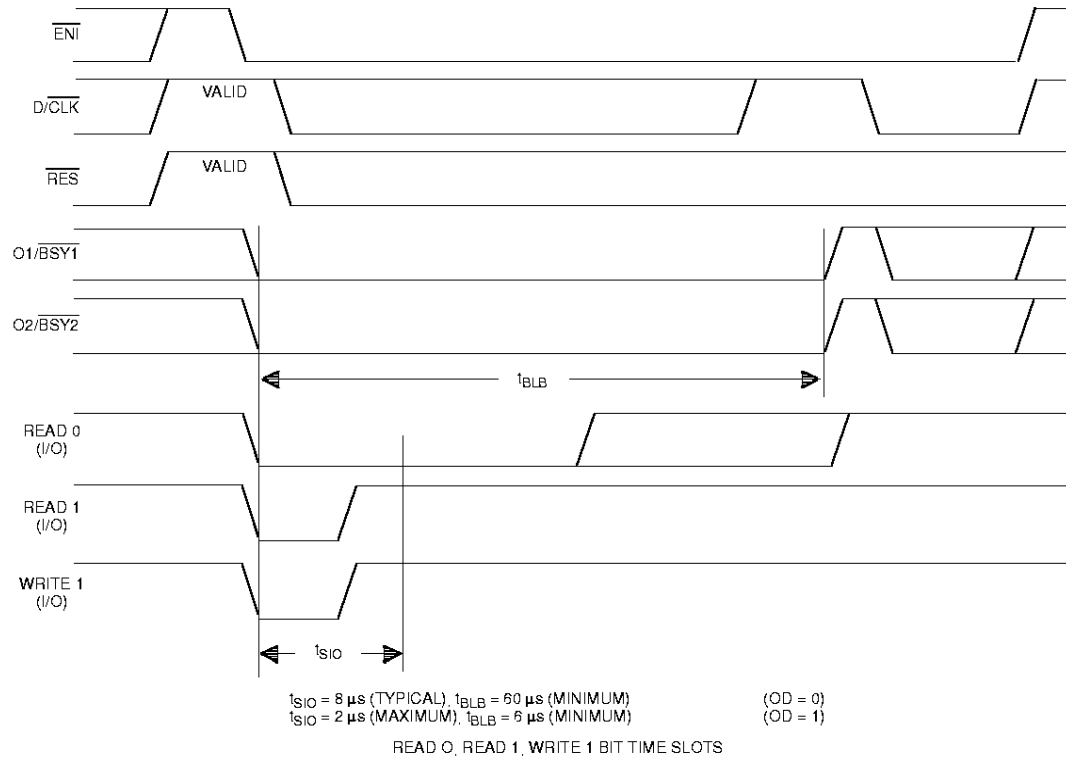 ENI
D/CLK
VALID
RES
VALID
O1/BSY1
O2/BSY2
tBLB
READ 0
(I/O)
READ 1
(I/O)
WRITE 1
(I/O)
tSIO
tSIO = 8 µs (TYPICAL), tBLB = 60 µs (MINIMUM) (OD = 0)
tSIO = 2 µs (MAXIMUM), tBLB = 6 µs (MINIMUM) (OD = 1)
READ O, READ 1, WRITE 1 BIT TIME SLOTS